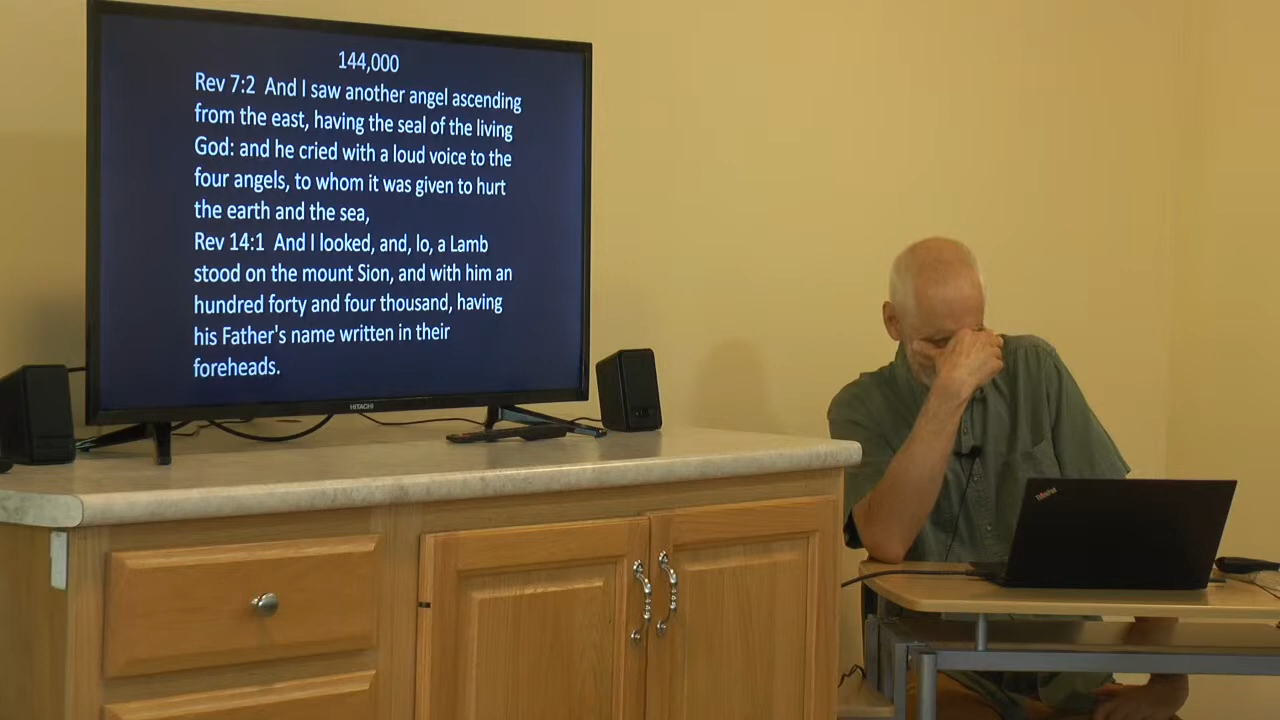 144,000
Rev 7:2 And I saw another angel ascending
from the east, having the seal of the living
God: and he cried with a loud voice to the
four angels, to whom it was given to hurt
the earth and the sea,
Rev 14:1 And I looked, and, lo, a Lamb
stood on the mount Sion, and with him an
hundred forty and four thousand, having
his Father's name written in their
foreheads.
HITACHI
ThinkPad